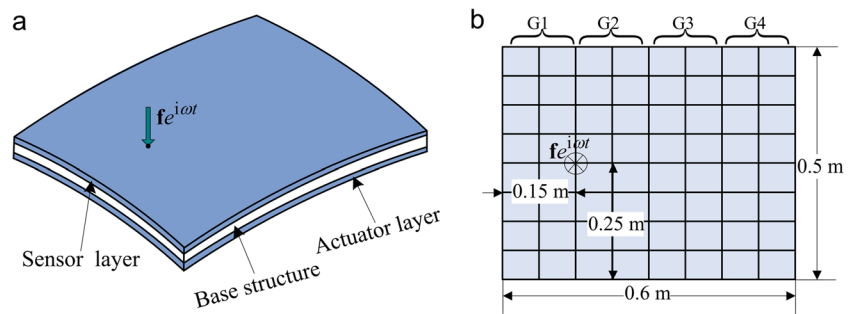 a
fe^{iωt}
Sensor layer
Base structure
Actuator layer
b
G1 G2 G3 G4
fe^{iωt}
0.15 m
0.25 m
0.5 m
0.6 m